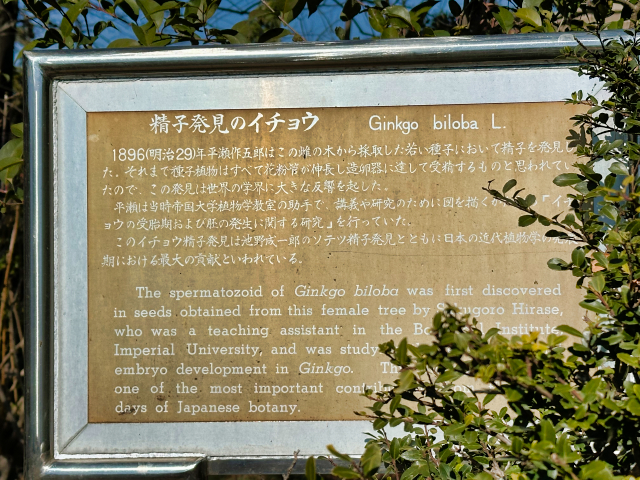 精子発見のイチョウ Ginkgo biloba L.
1896(明治29)年平瀬作五郎はこの雌の木から採取した若い種子において精子を発見し
た。それまで種子植物はすべて花粉管が伸長し造卵器に達して受精するものと思われてい
たので、この発見は世界の学界に大きな反響を起した。
平瀬は当時帝国大学植物学教室の助手で、講義や研究のために図を描く 「イチ
ョウの受胎期および胚の発生に関する研究」を行っていた。
このイチョウ精子発見は池野成一郎のソテツ精子発見とともに日本の近代植物学の発展
期における最大の貢献といわれている。
The spermatozoid of Ginkgo biloba was first discovered
in seeds obtained from this female tree by Hirase,
who was a teaching assistant in the Institute,
Imperial University, and was
embryo development in Ginkgo.
one of the most important
days of Japanese botany.